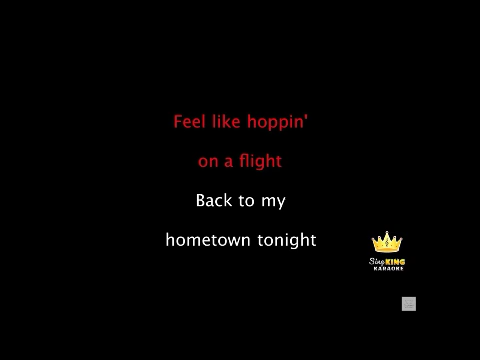 Feel like hoppin'
on a flight
Back to my
hometown tonight
Sing KING
KARAOKE